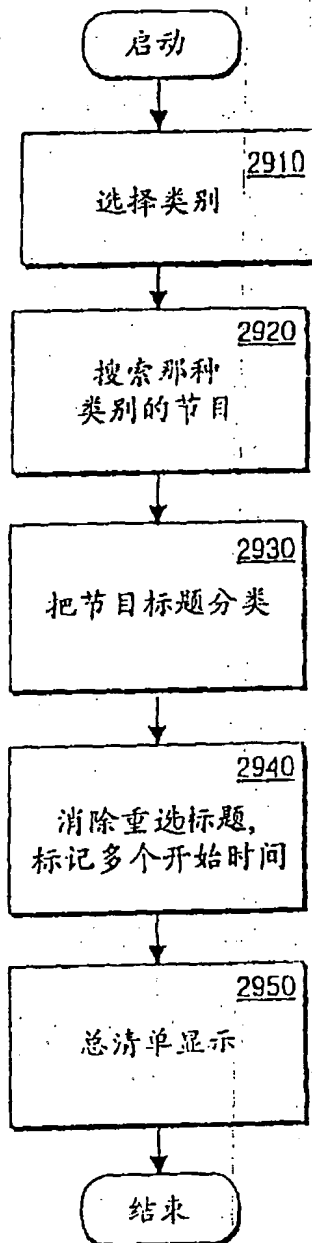 启动
2910
选择类别
2920
搜索那种
类别的节目
2930
把节目标题分类
2940
消除重选标题,
标记多个开始时间
2950
总清单显示
结束